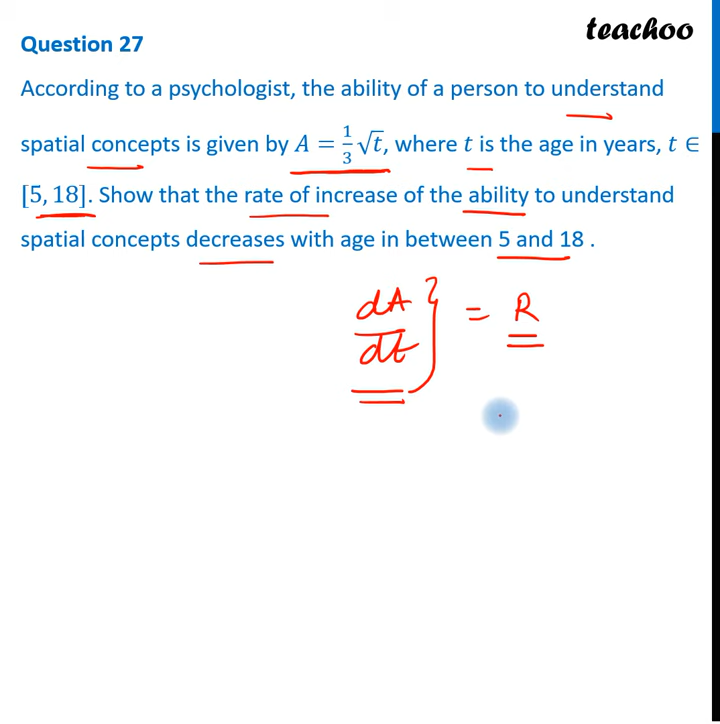 teachoo
Question 27
According to a psychologist, the ability of a person to understand
spatial concepts is given by A = 1/3 √t, where t is the age in years, t ∈
[5, 18]. Show that the rate of increase of the ability to understand
spatial concepts decreases with age in between 5 and 18 .
dA/dt } = R